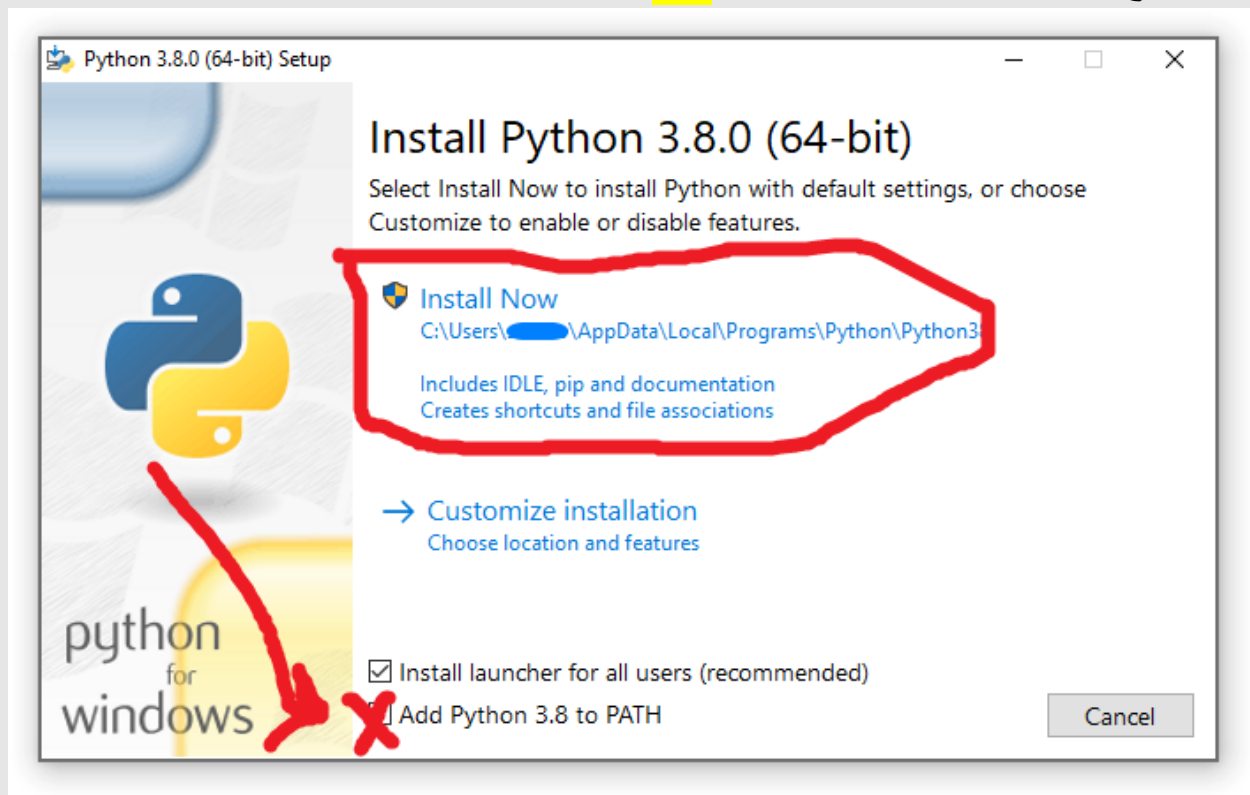 Python 3.8.0 (64-bit) Setup
Install Python 3.8.0 (64-bit)
Select Install Now to install Python with default settings, or choose
Customize to enable or disable features.
Install Now
C:\Users\ \AppData\Local\Programs\Python\Python3
Includes IDLE, pip and documentation
Creates shortcuts and file associations
Customize installation
Choose location and features
python
for
windows
Install launcher for all users (recommended)
Add Python 3.8 to PATH
Cancel